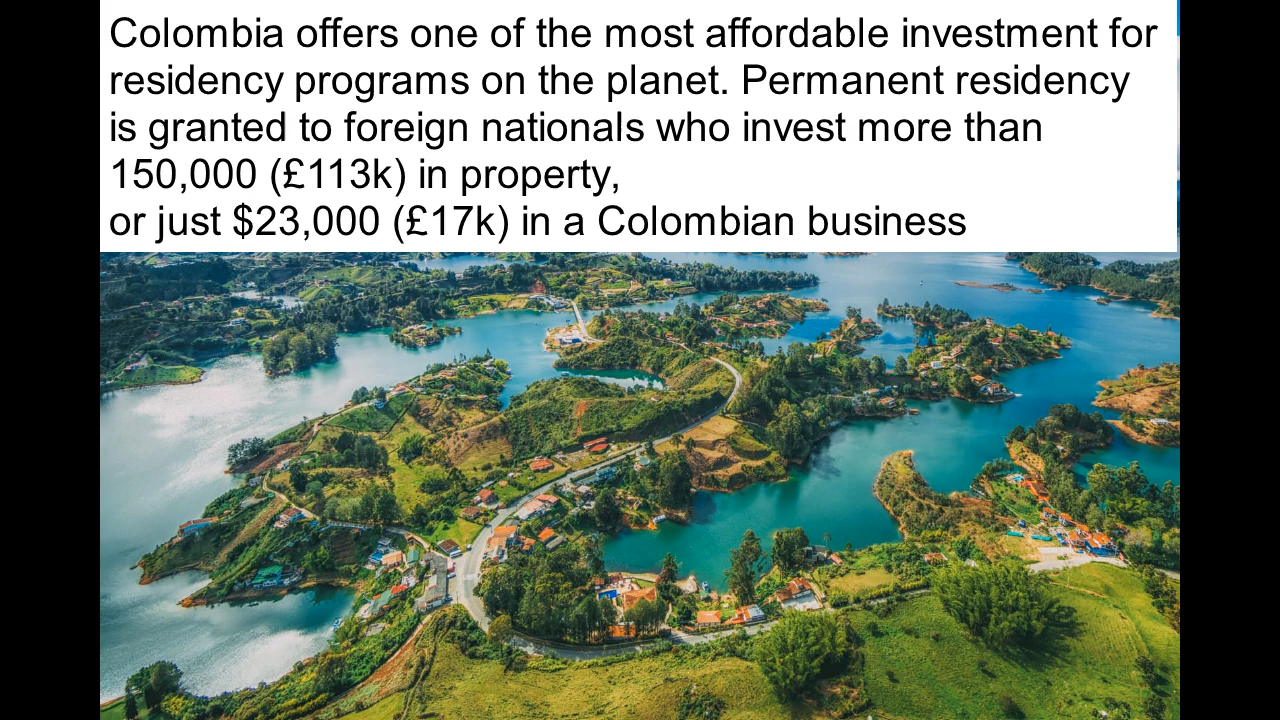 Colombia offers one of the most affordable investment for
residency programs on the planet. Permanent residency
is granted to foreign nationals who invest more than
150,000 (£113k) in property,
or just $23,000 (£17k) in a Colombian business